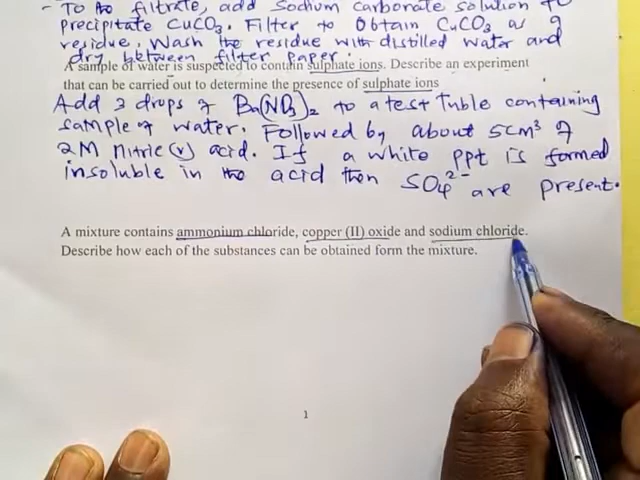 - To the filtrate, add Sodium carbonate solution to
precipitate CuCO3. Filter to obtain CuCO3 as a
residue. Wash the residue with distilled water and
dry between filter paper.
A sample of water is suspected to contain sulphate ions. Describe an experiment
that can be carried out to determine the presence of sulphate ions
Add 2 drops of Ba(NO3)2 to a test tuble containing
sample of water. Followed by about 5cm³ of
2M nitric(v) acid. If a white ppt is formed
insoluble in the acid then SO4²⁻ are present.
A mixture contains ammonium chloride, copper (II) oxide and sodium chloride.
Describe how each of the substances can be obtained form the mixture.
1